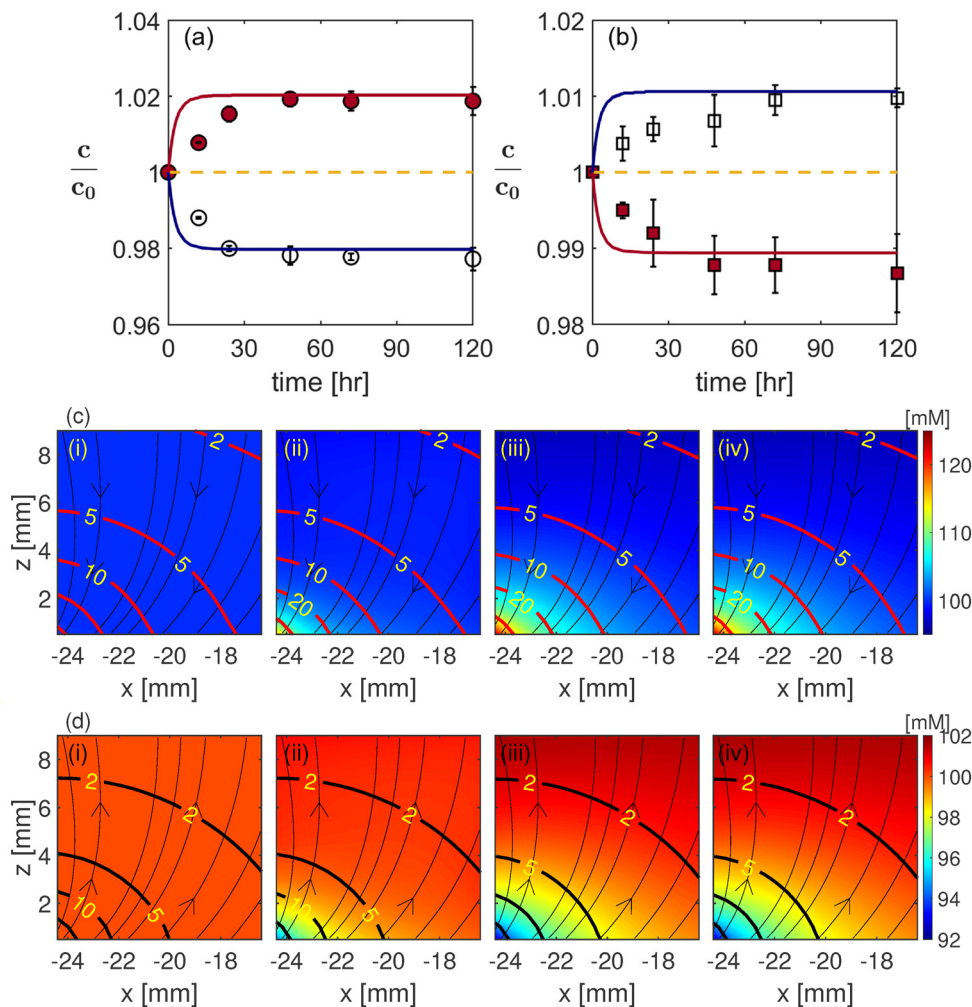 (a) (b)
1.04 1.02
1.02 1.01
1 1
0.98 0.99
0.96 0.98
c/c₀ c/c₀
0 30 60 90 120 0 30 60 90 120
time [hr] time [hr]
(c) [mM]
(i) (ii) (iii) (iv)
2 2 2 2
5 5 5 5 5 5 5 5
10 10 10 10
20 20 20
8
6
4
2
z [mm]
120
110
100
-24 -22 -20 -18 -24 -22 -20 -18 -24 -22 -20 -18 -24 -22 -20 -18
x [mm] x [mm] x [mm] x [mm]
(d) [mM]
(i) (ii) (iii) (iv)
2 2 2 2 2 2 2 2
5 5 5 5
10 10
8
6
4
2
z [mm]
102
100
98
96
94
92
-24 -22 -20 -18 -24 -22 -20 -18 -24 -22 -20 -18 -24 -22 -20 -18
x [mm] x [mm] x [mm] x [mm]